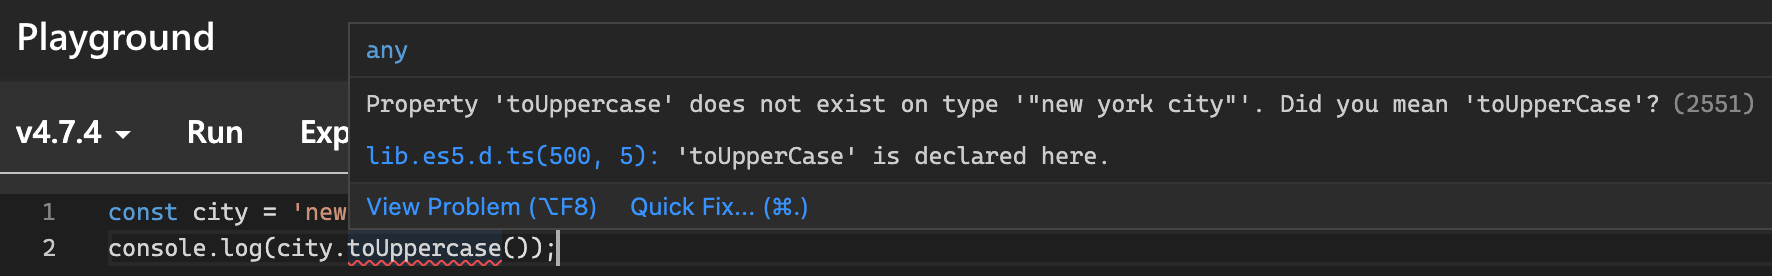 Playground
any
Property 'toUppercase' does not exist on type '"new york city"'. Did you mean 'toUpperCase'? (2551)
v4.7.4 Run Exp
lib.es5.d.ts(500, 5): 'toUpperCase' is declared here.
View Problem (⌥F8) Quick Fix... (⌘.)
1 const city = 'new
2 console.log(city.toUppercase());